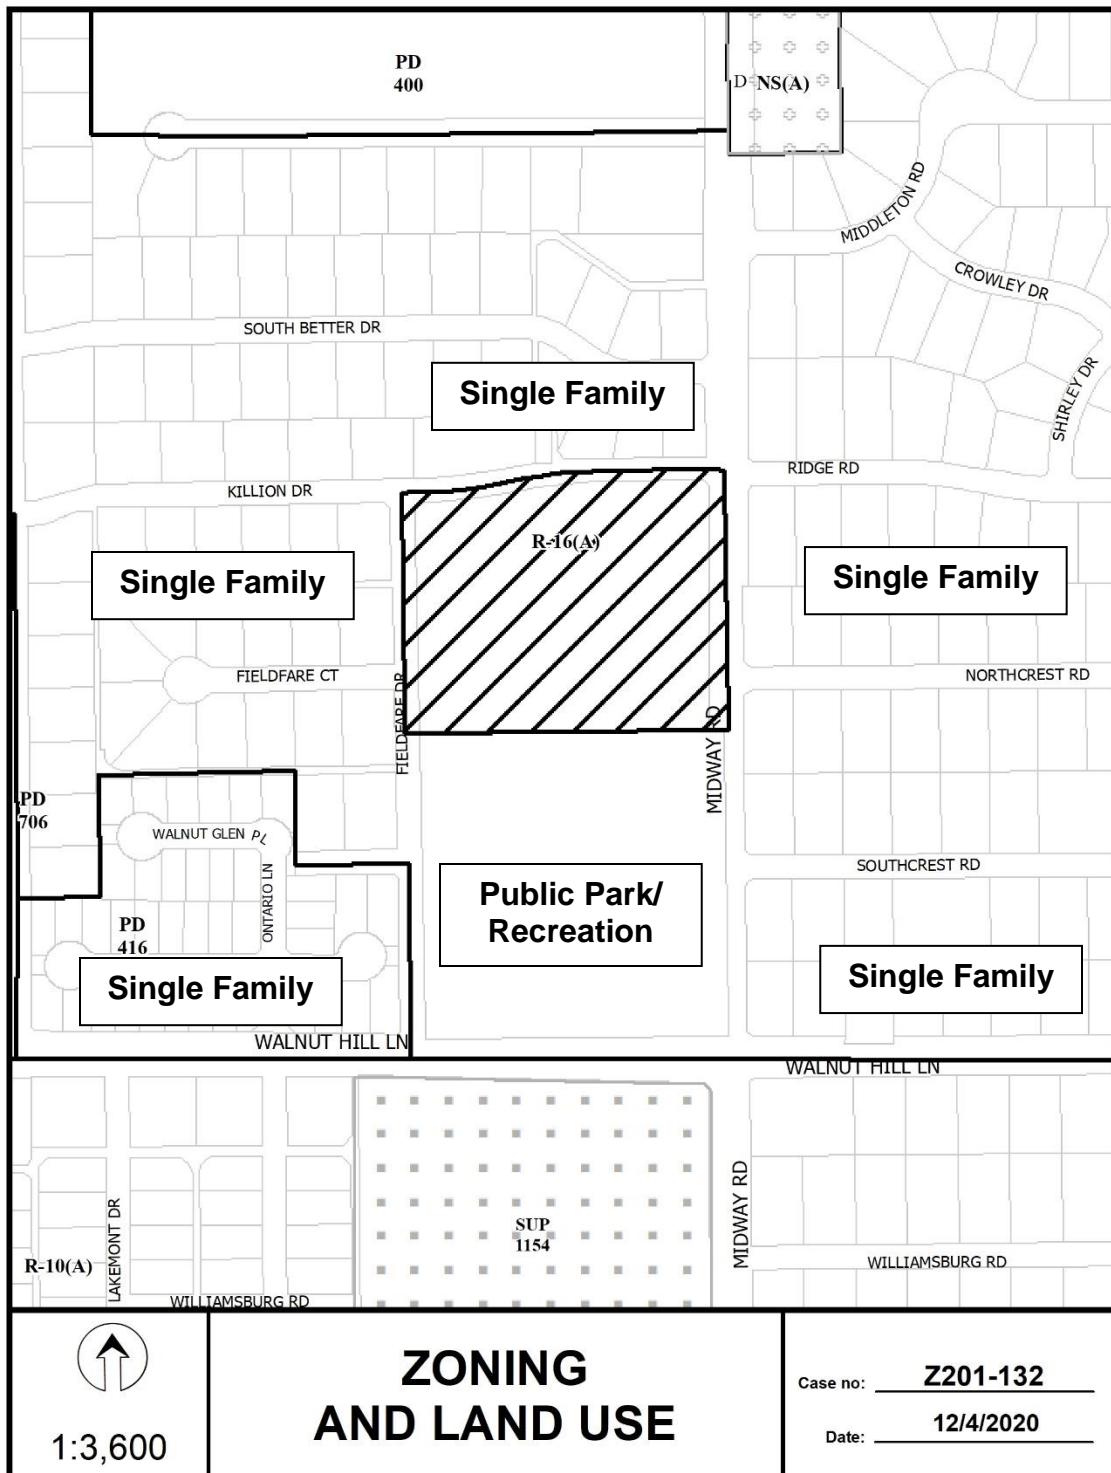 PD
400
D NS(A)
MIDDLETON RD
CROWLEY DR
SOUTH BETTER DR
SHIRLEY DR
Single Family
RIDGE RD
KILLION DR
R-16(A)
Single Family
Single Family
FIELDFARE CT
NORTHCREST RD
FIELDFARE DR
MIDWAY RD
PD
706
WALNUT GLEN PL
SOUTHCREST RD
ONTARIO LN
Public Park/
Recreation
PD
416
Single Family
Single Family
WALNUT HILL LN
WALNUT HILL LN
MIDWAY RD
LAKEMONT DR
SUP
1154
R-10(A)
WILLIAMSBURG RD
WILLIAMSBURG RD
1:3,600
ZONING
AND LAND USE
Case no: Z201-132
Date: 12/4/2020